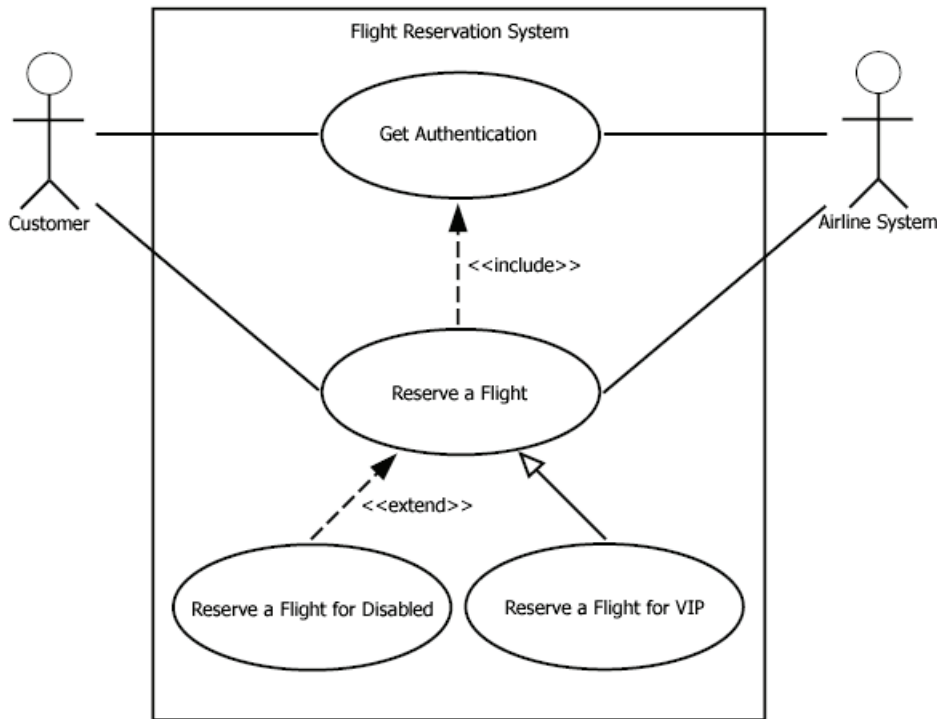 Flight Reservation System
Get Authentication
Customer
Airline System
<<include>>
Reserve a Flight
<<extend>>
Reserve a Flight for Disabled
Reserve a Flight for VIP